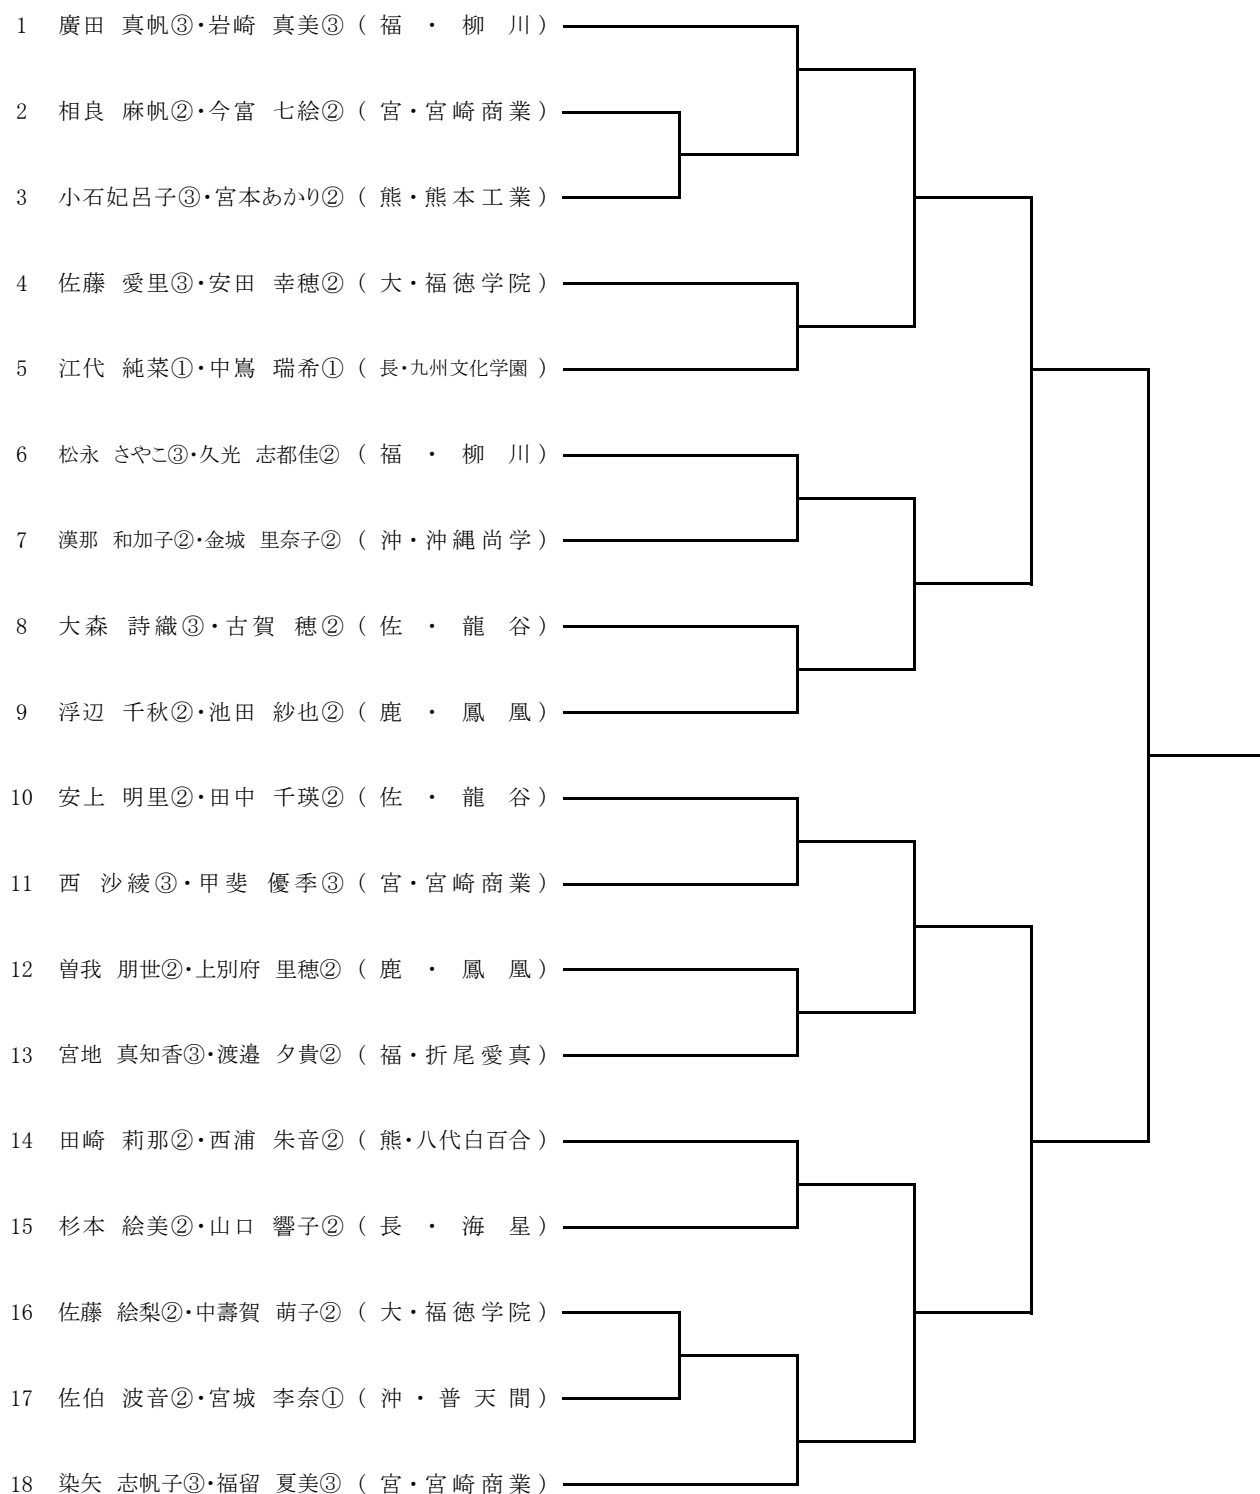 1 廣田 真帆③・岩崎 真美③ ( 福 ・ 柳 川 )
2 相良 麻帆②・今富 七絵② ( 宮・宮崎商業 )
3 小石妃呂子③・宮本あかり② ( 熊・熊本工業 )
4 佐藤 愛里③・安田 幸穂② ( 大・福徳学院 )
5 江代 純菜①・中嶌 瑞希① ( 長・九州文化学園 )
6 松永 さやこ③・久光 志都佳② ( 福 ・ 柳 川 )
7 漢那 和加子②・金城 里奈子② ( 沖・沖縄尚学 )
8 大森 詩織③・古賀 穂② ( 佐 ・ 龍 谷 )
9 浮辺 千秋②・池田 紗也② ( 鹿 ・ 鳳 凰 )
10 安上 明里②・田中 千瑛② ( 佐 ・ 龍 谷 )
11 西 沙綾③・甲斐 優季③ ( 宮・宮崎商業 )
12 曽我 朋世②・上別府 里穂② ( 鹿 ・ 鳳 凰 )
13 宮地 真知香③・渡邉 夕貴② ( 福・折尾愛真 )
14 田崎 莉那②・西浦 朱音② ( 熊・八代白百合 )
15 杉本 絵美②・山口 響子② ( 長 ・ 海 星 )
16 佐藤 絵梨②・中壽賀 萌子② ( 大・福徳学院 )
17 佐伯 波音②・宮城 李奈① ( 沖・普天間 )
18 染矢 志帆子③・福留 夏美③ ( 宮・宮崎商業 )